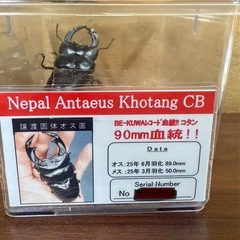 Nepal Antaeus Khotang CB
譲渡固体オス画
BE-KUWAレコード血統!! コタン
90mm血統!!
Data
オス:25年 6月羽化 89.0mm
メス:25年 3月羽化 50.0mm
Serial Number
No